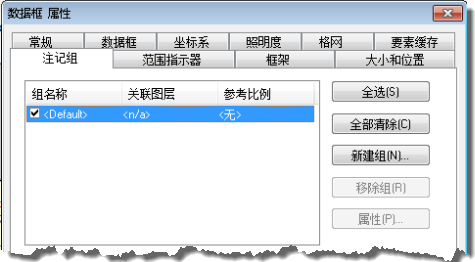 数据框 属性
常规 数据框 坐标系 照明度 格网 要素缓存
注记组 范围指示器 框架 大小和位置
组名称 关联图层 参考比例
<Default> <n/a> <无>
全选(S)
全部清除(C)
新建组(N)...
移除组(R)
属性(P)...